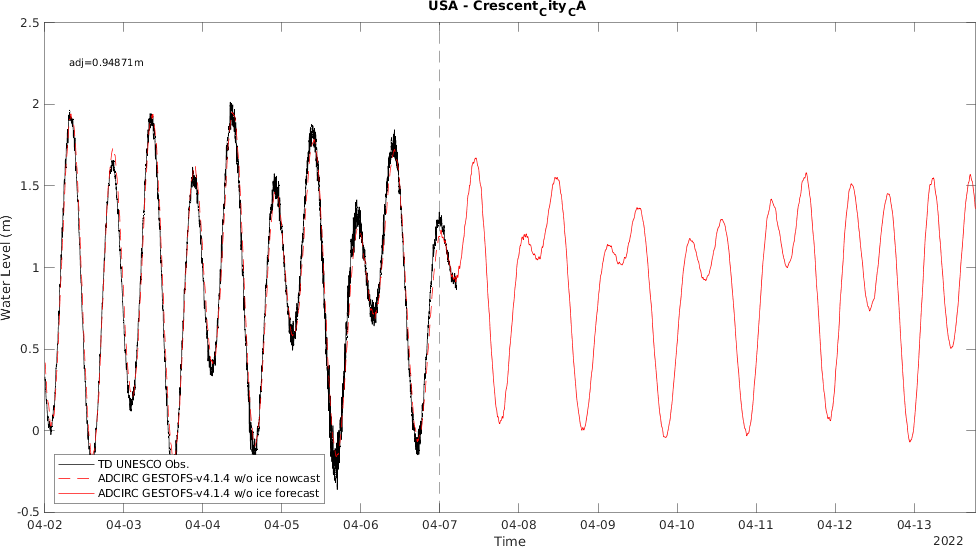 USA - CrescentCityCA
2.5
adj=0.94871m
2
1.5
1
0.5
0
-0.5
Water Level (m)
TD UNESCO Obs.
ADCIRC GESTOFS-v4.1.4 w/o ice nowcast
ADCIRC GESTOFS-v4.1.4 w/o ice forecast
04-02 04-03 04-04 04-05 04-06 04-07 04-08 04-09 04-10 04-11 04-12 04-13
Time
2022